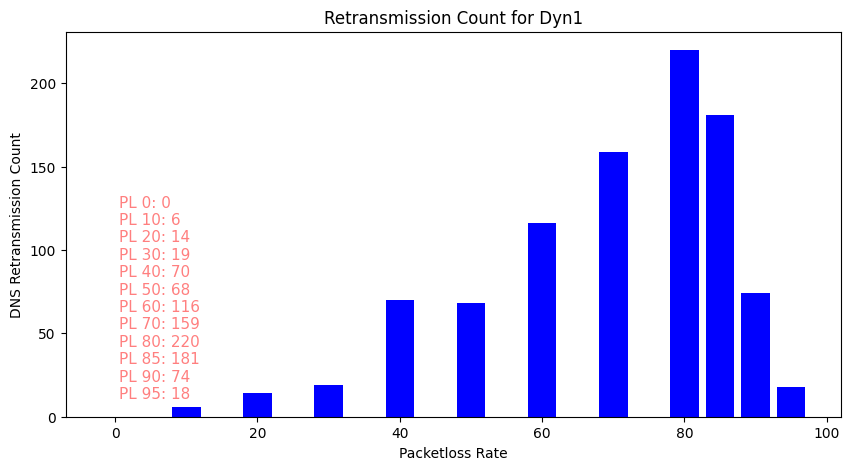 Retransmission Count for Dyn1
DNS Retransmission Count
200
150
100
50
0
PL 0: 0
PL 10: 6
PL 20: 14
PL 30: 19
PL 40: 70
PL 50: 68
PL 60: 116
PL 70: 159
PL 80: 220
PL 85: 181
PL 90: 74
PL 95: 18
0 20 40 60 80 100
Packetloss Rate